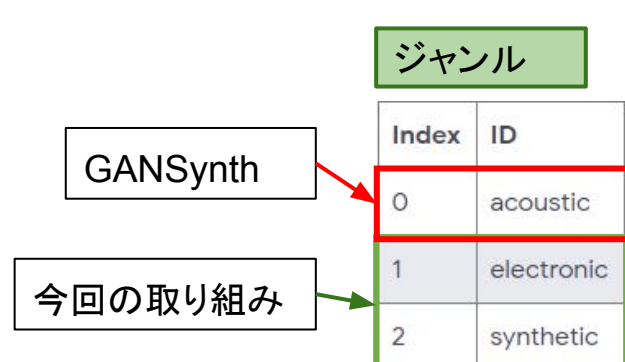 ジャンル
Index ID
GANSynth
0 acoustic
1 electronic
今回の取り組み
2 synthetic